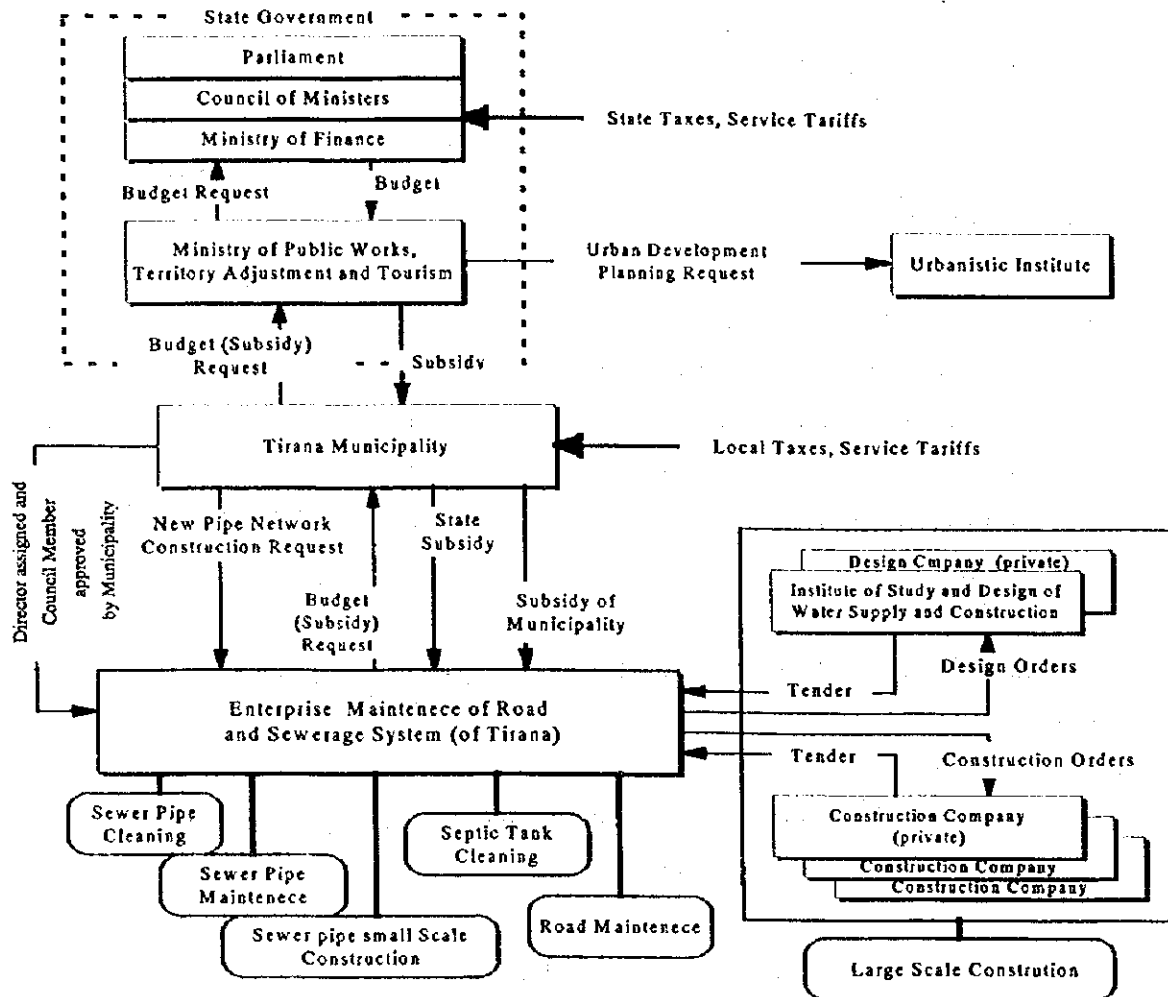 State Government
Parliament
Council of Ministers
Ministry of Finance
State Taxes, Service Tariffs
Budget Request
Budget
Ministry of Public Works,
Territory Adjustment and Tourism
Urban Development
Planning Request
Urbanistic Institute
Budget (Subsidy)
Request
Subsidy
Tirana Municipality
Local Taxes, Service Tariffs
Director assigned and
Council Member
approved
by Municipality
New Pipe Network
Construction Request
State
Subsidy
Budget
(Subsidy)
Request
Subsidy of
Municipality
Design Cmpany (private)
Institute of Study and Design of
Water Supply and Construction
Design Orders
Tender
Enterprise Maintenece of Road
and Sewerage System (of Tirana)
Tender
Construction Orders
Construction Company
(private)
Construction Company
Construction Company
Sewer Pipe
Cleaning
Septic Tank
Cleaning
Sewer Pipe
Maintenece
Sewer pipe small Scale
Construction
Road Maintenece
Large Scale Constrution